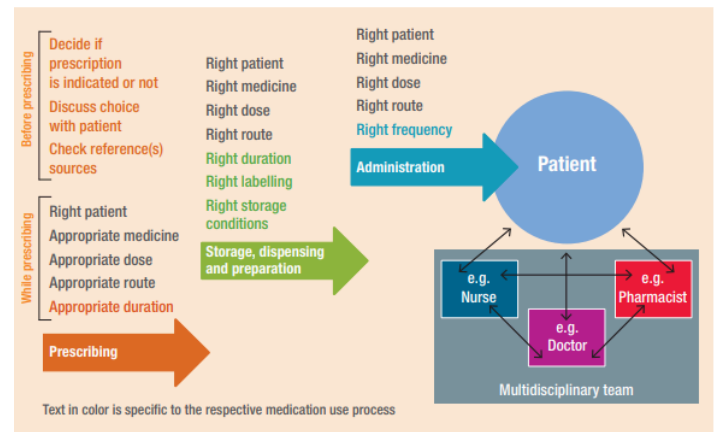 Before prescribing
Decide if
prescription
is indicated or not
Discuss choice
with patient
Check reference(s)
sources
While prescribing
Right patient
Appropriate medicine
Appropriate dose
Appropriate route
Appropriate duration
Prescribing
Right patient
Right medicine
Right dose
Right route
Right duration
Right labelling
Right storage
conditions
Storage, dispensing
and preparation
Right patient
Right medicine
Right dose
Right route
Right frequency
Administration
Patient
e.g.
Nurse
e.g.
Pharmacist
e.g.
Doctor
Multidisciplinary team
Text in color is specific to the respective medication use process